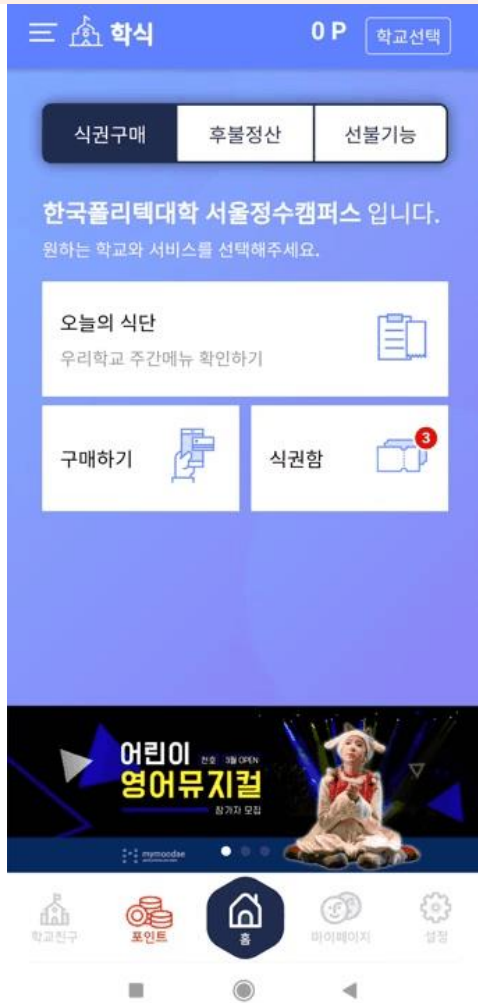 학식
0 P
학교선택
식권구매
후불정산
선불기능
한국폴리텍대학 서울정수캠퍼스 입니다.
원하는 학교와 서비스를 선택해주세요.
오늘의 식단
우리학교 주간메뉴 확인하기
구매하기
식권함
3
어린이 천호 3월 OPEN
영어뮤지컬
참가자 모집
mymoodae
학교친구
포인트
홈
마이페이지
설정